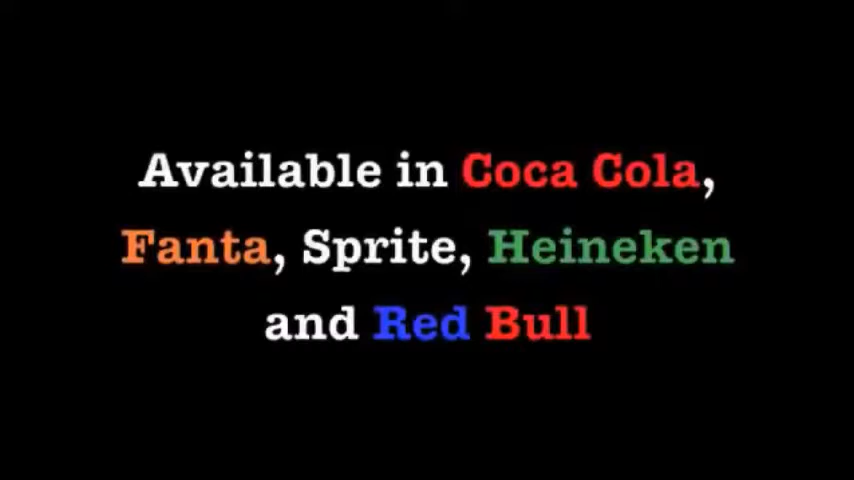 Available in Coca Cola,
Fanta, Sprite, Heineken
and Red Bull